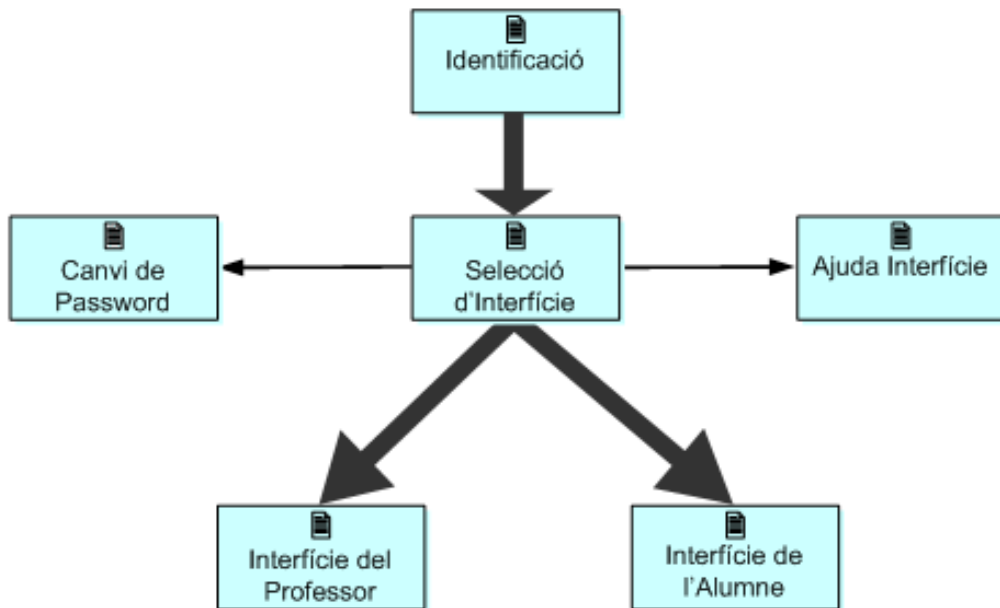 Identificació
Canvi de
Password
Selecció
d'Interfície
Ajuda Interfície
Interfície del
Professor
Interfície de
l'Alumne